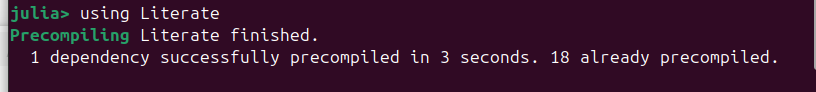 julia> using Literate
Precompiling Literate finished.
  1 dependency successfully precompiled in 3 seconds. 18 already precompiled.